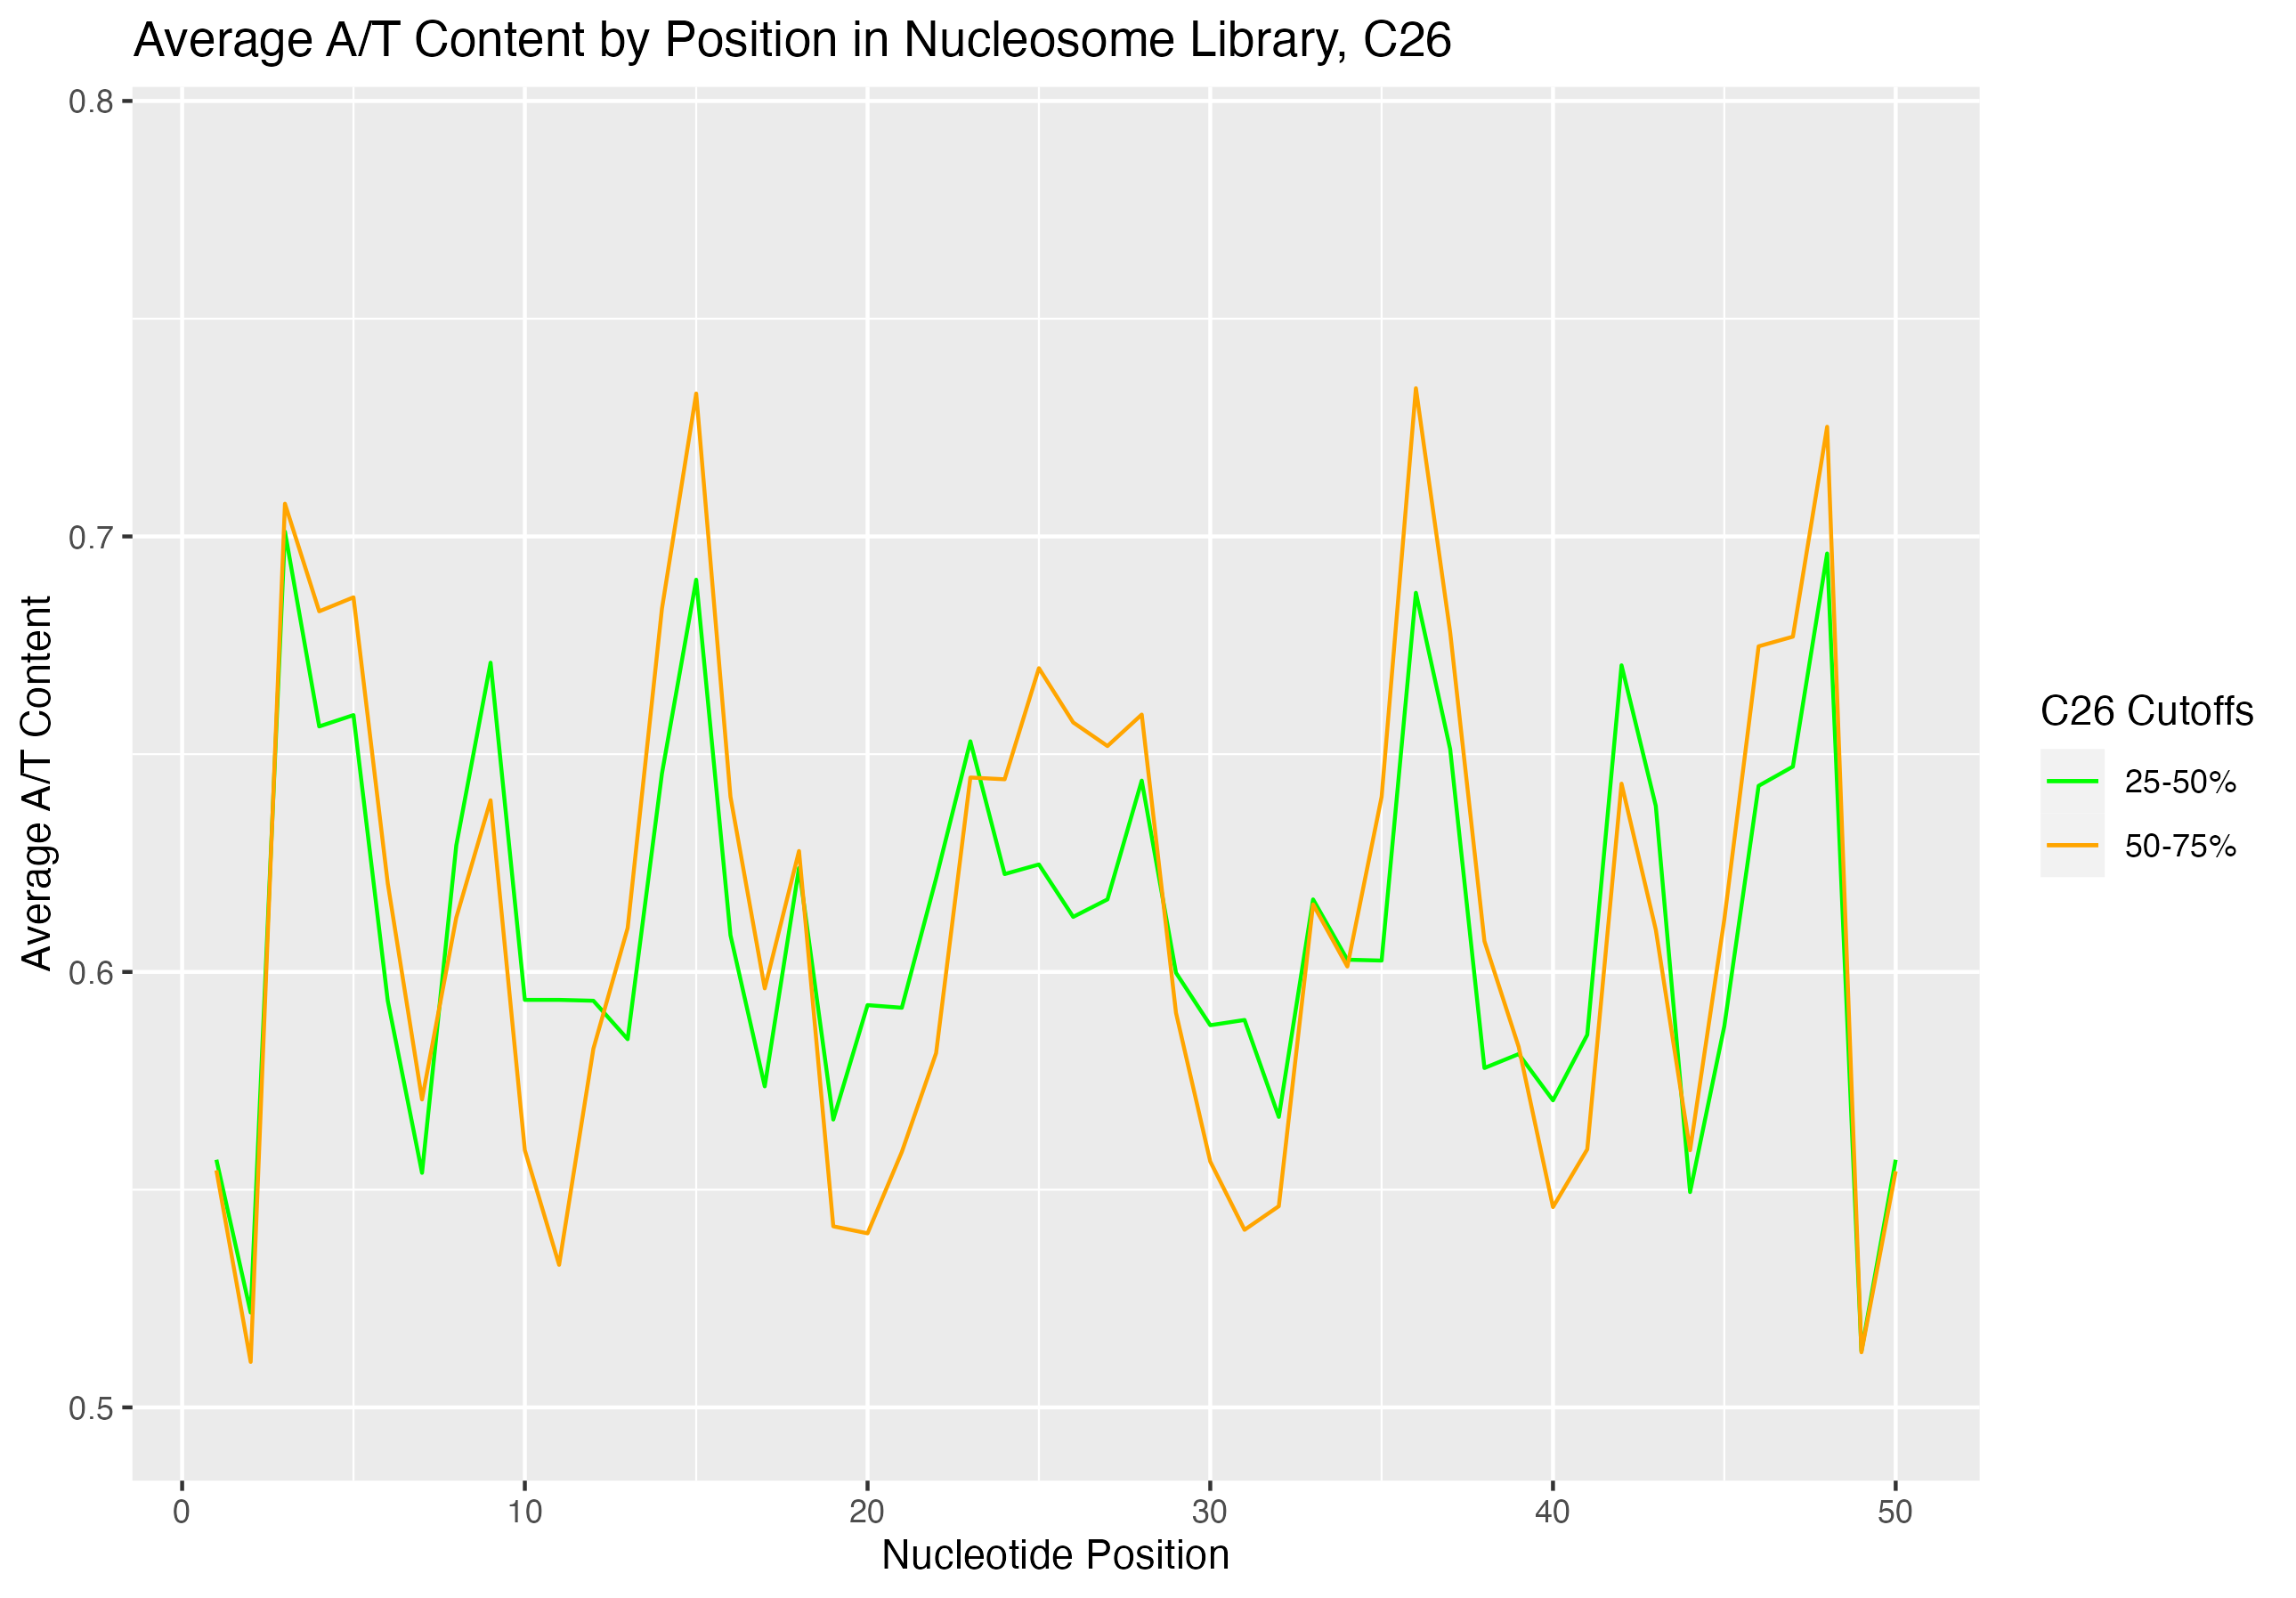 Average A/T Content by Position in Nucleosome Library, C26
Average A/T Content
0.8
0.7
0.6
0.5
0 10 20 30 40 50
Nucleotide Position
C26 Cutoffs
25-50%
50-75%